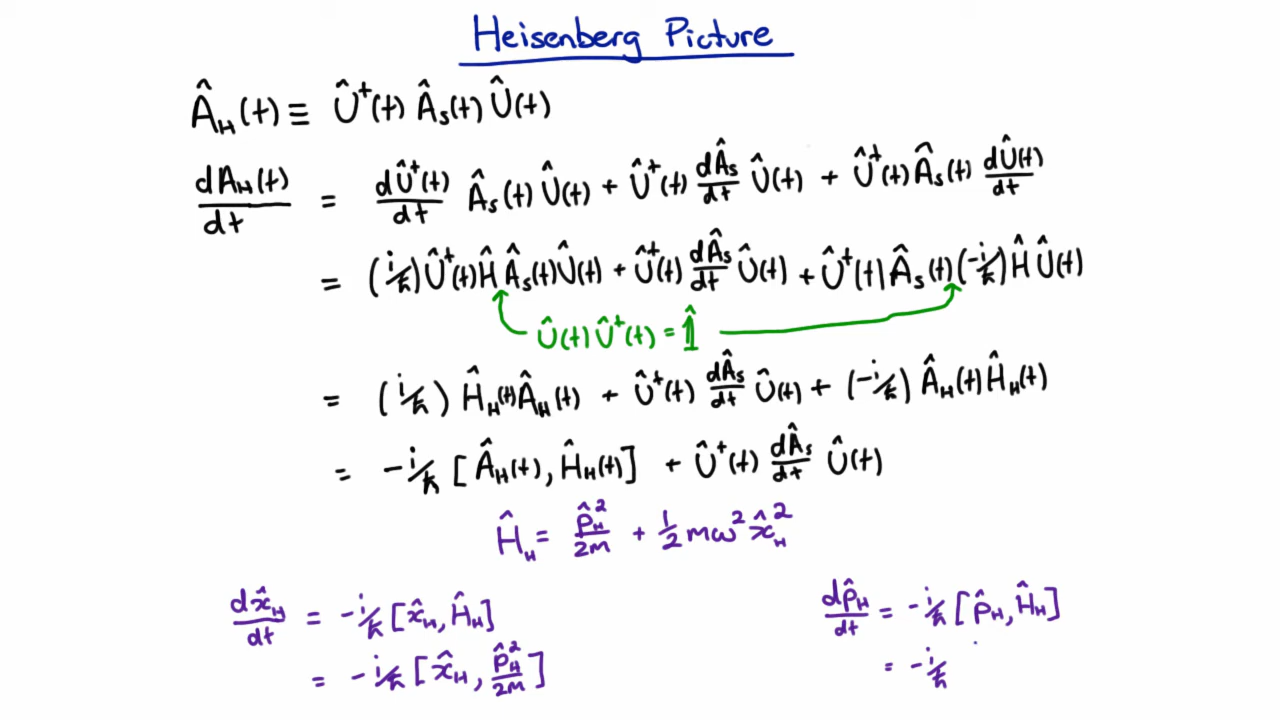 Heisenberg Picture
Â_H(t) ≡ Û†(t) Â_S(t) Û(t)
dA_H(t)/dt = dÛ†(t)/dt Â_S(t) Û(t) + Û†(t) dÂ_S/dt Û(t) + Û†(t) Â_S(t) dÛ(t)/dt
= (i/ħ) Û†(t) Ĥ Â_S(t) Û(t) + Û†(t) dÂ_S/dt Û(t) + Û†(t) Â_S(t) (-i/ħ) Ĥ Û(t)
Û(t) Û†(t) = 1̂
= (i/ħ) Ĥ_H(t) Â_H(t) + Û†(t) dÂ_S/dt Û(t) + (-i/ħ) Â_H(t) Ĥ_H(t)
= -i/ħ [Â_H(t), Ĥ_H(t)] + Û†(t) dÂ_S/dt Û(t)
Ĥ_H = p̂_H²/2m + 1/2 mω² x̂_H²
dx̂_H/dt = -i/ħ [x̂_H, Ĥ_H]
= -i/ħ [x̂_H, p̂_H²/2m]
dp̂_H/dt = -i/ħ [p̂_H, Ĥ_H]
= -i/ħ